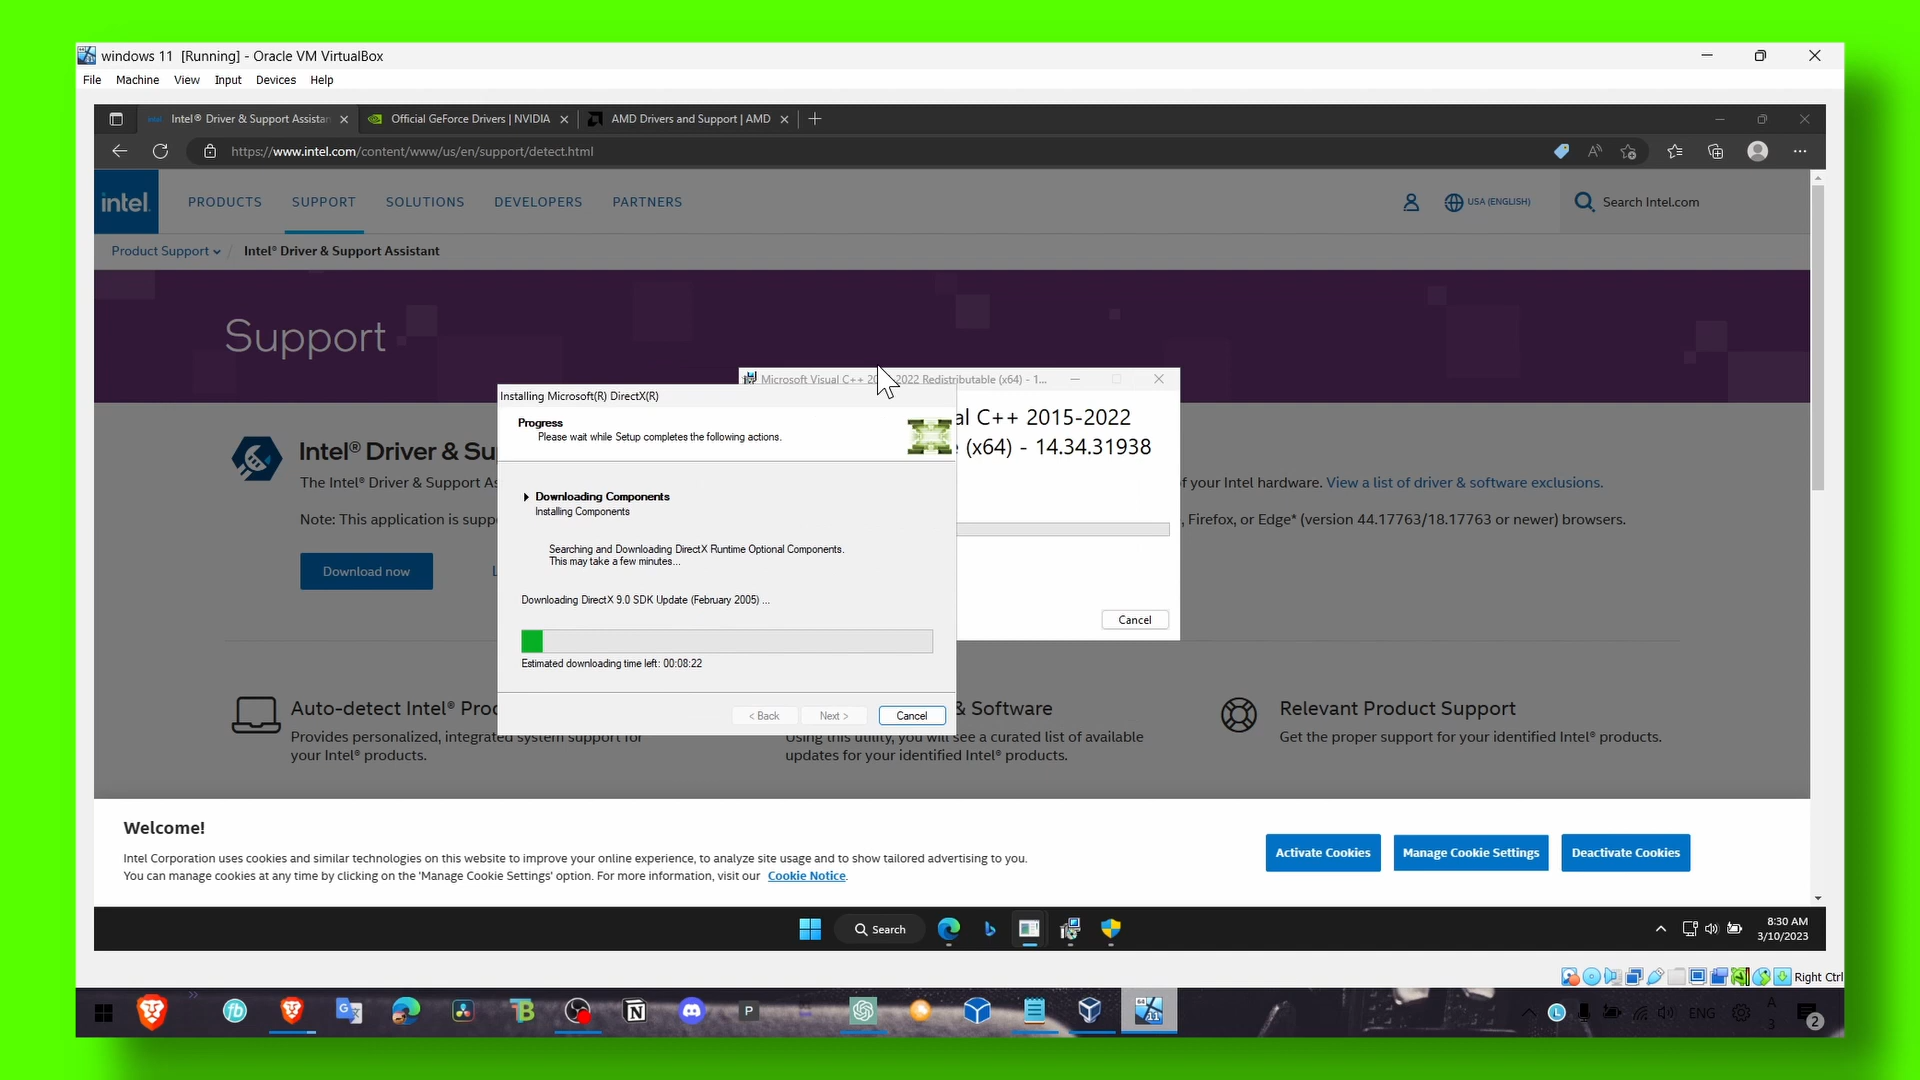 windows 11 [Running] - Oracle VM VirtualBox
File Machine View Input Devices Help
Intel® Driver & Support Assistan
Official GeForce Drivers | NVIDIA
AMD Drivers and Support | AMD
https://www.intel.com/content/www/us/en/support/detect.html
intel.
PRODUCTS SUPPORT SOLUTIONS DEVELOPERS PARTNERS
USA (ENGLISH)
Search Intel.com
Product Support / Intel® Driver & Support Assistant
Support
Microsoft Visual C++ 20 2022 Redistributable (x64) - 1...
al C++ 2015-2022
(x64) - 14.34.31938
Cancel
Installing Microsoft(R) DirectX(R)
Progress
Please wait while Setup completes the following actions.
Downloading Components
Installing Components
Searching and Downloading DirectX Runtime Optional Components.
This may take a few minutes...
Downloading DirectX 9.0 SDK Update (February 2005) ...
Estimated downloading time left: 00:08:22
< Back Next > Cancel
Intel® Driver & Su
The Intel® Driver & Support As
f your Intel hardware. View a list of driver & software exclusions.
Note: This application is supp
, Firefox, or Edge* (version 44.17763/18.17763 or newer) browsers.
Download now
Auto-detect Intel® Proc
Provides personalized, integrated system support for
your Intel® products.
& Software
Using this utility, you will see a curated list of available
updates for your identified Intel® products.
Relevant Product Support
Get the proper support for your identified Intel® products.
Welcome!
Intel Corporation uses cookies and similar technologies on this website to improve your online experience, to analyze site usage and to show tailored advertising to you.
You can manage cookies at any time by clicking on the 'Manage Cookie Settings' option. For more information, visit our Cookie Notice.
Activate Cookies
Manage Cookie Settings
Deactivate Cookies
Search
8:30 AM
3/10/2023
Right Ctrl
ENG
2